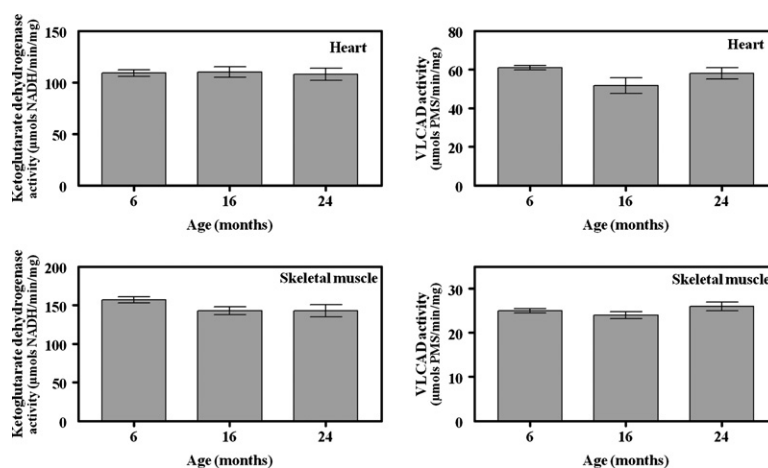 Ketoglutarate dehydrogenase
activity (µmols NADH/min/mg)
150
100
50
0
Heart
6 16 24
Age (months)
VLCAD activity
(µmols PMS/min/mg)
80
60
40
20
0
Heart
6 16 24
Age (months)
Ketoglutarate dehydrogenase
activity (µmols NADH/min/mg)
200
150
100
50
0
Skeletal muscle
6 16 24
Age (months)
VLCAD activity
(µmols PMS/min/mg)
30
20
10
0
Skeletal muscle
6 16 24
Age (months)